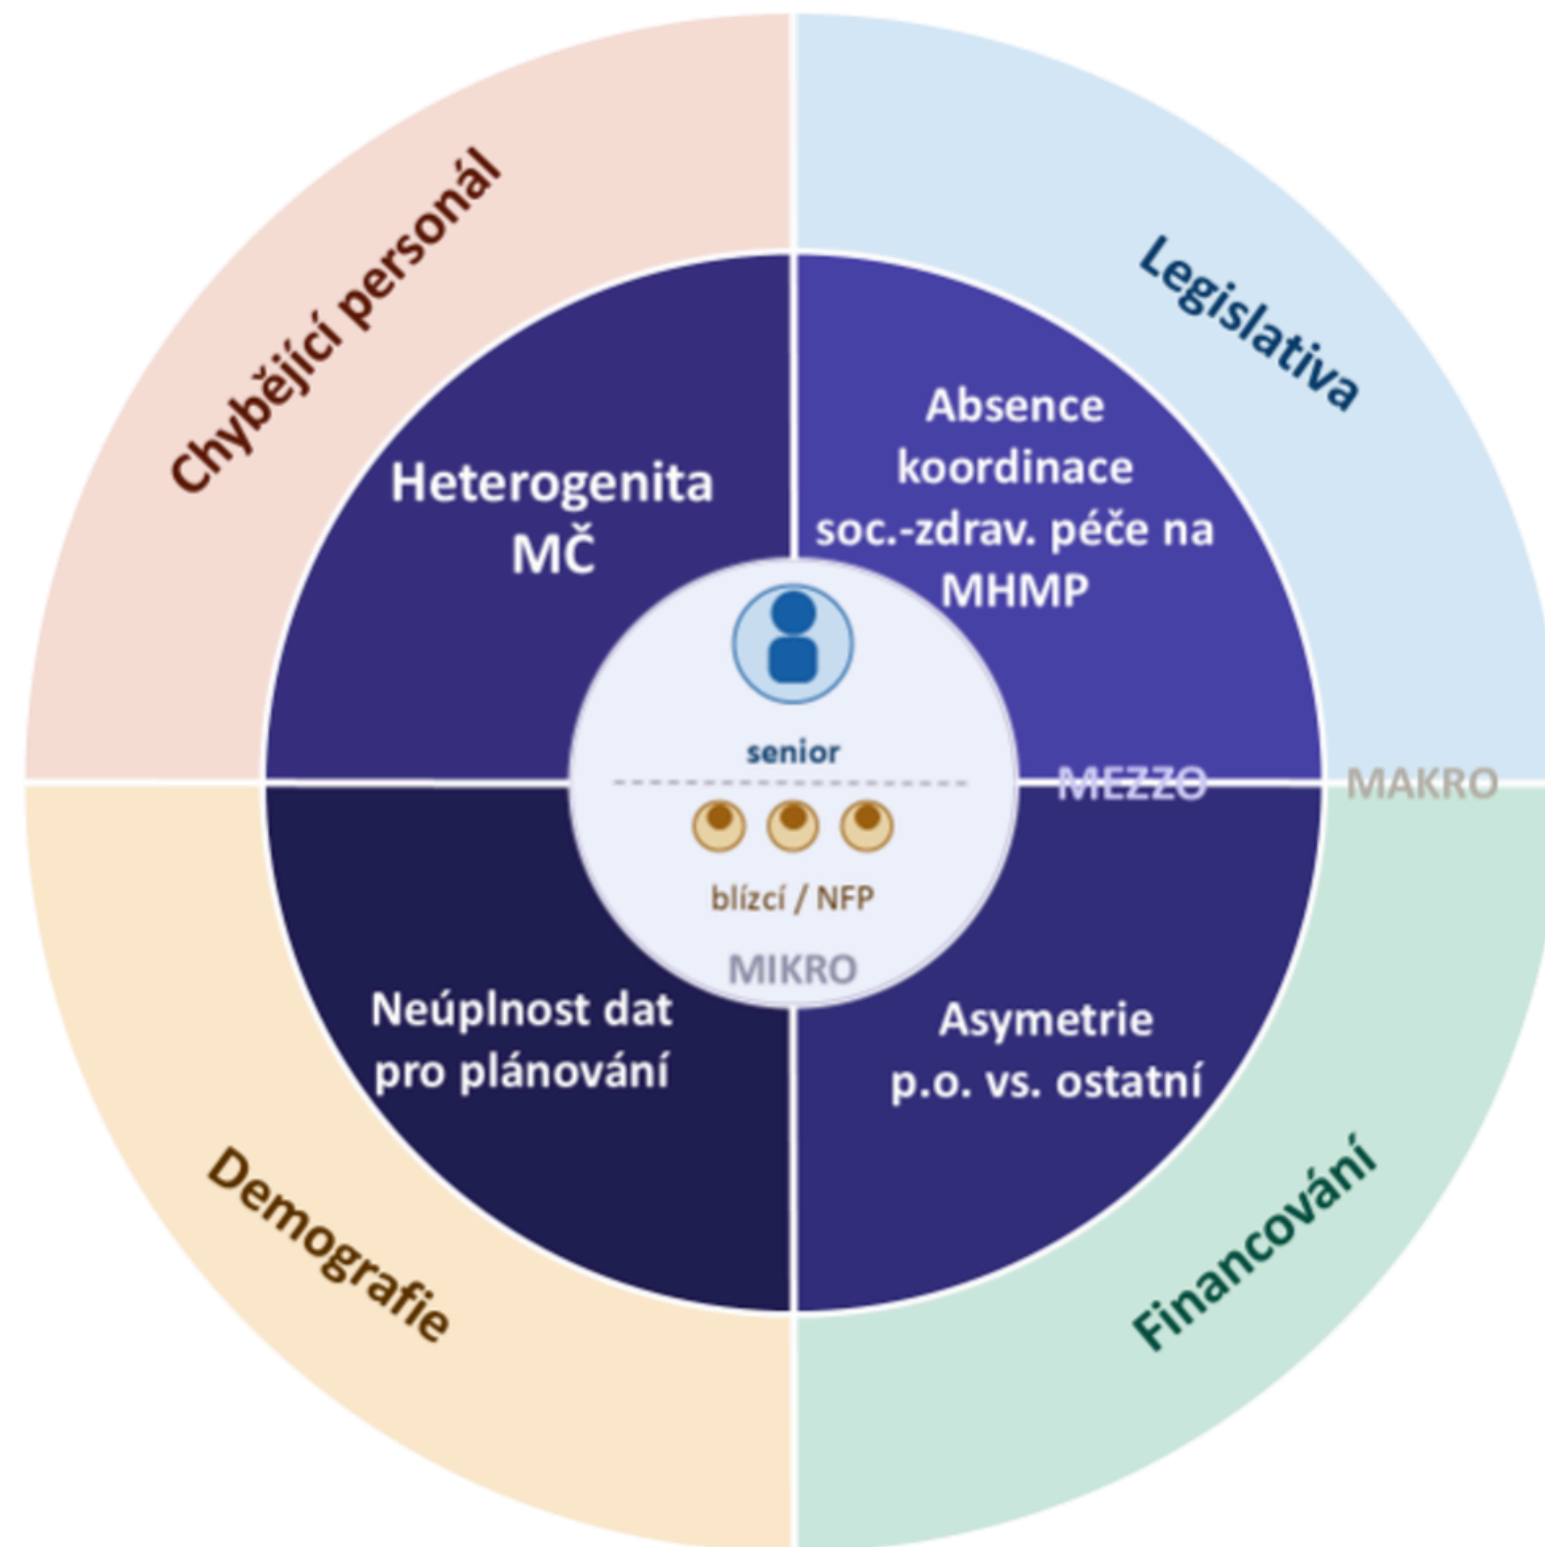 Chybějící personál
Legislativa
Heterogenita
MČ
Absence
koordinace
soc.-zdrav. péče na
MHMP
senior
MEZZO
MAKRO
blízcí / NFP
MIKRO
Neúplnost dat
pro plánování
Asymetrie
p.o. vs. ostatní
Demografie
Financování